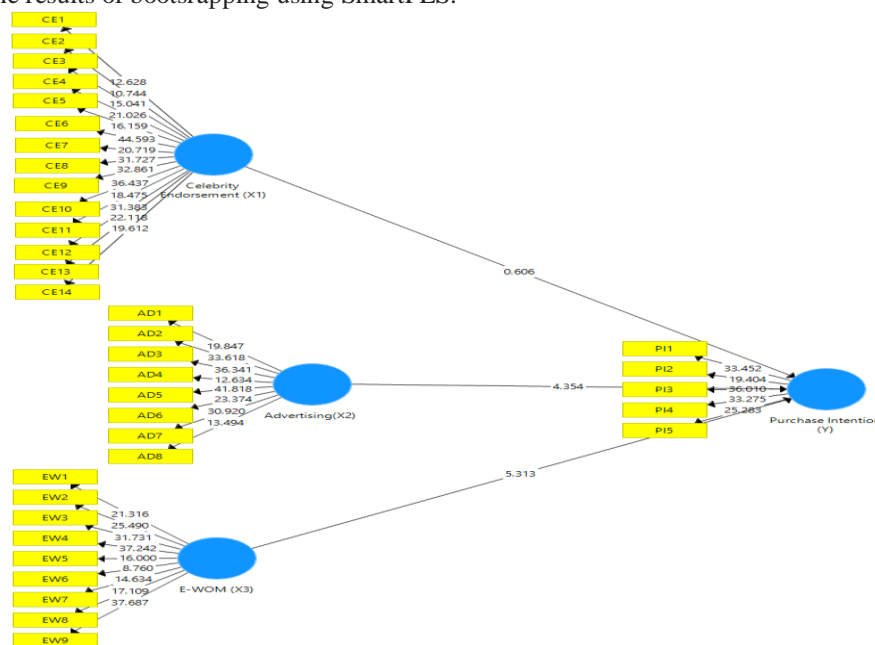 he results of bootsrapping using SmartPLS.
CE1
CE2
CE3
CE4
CE5
CE6
CE7
CE8
CE9
CE10
CE11
CE12
CE13
CE14
12.628
10.744
15.041
21.026
16.159
44.593
20.719
31.727
32.861
36.437
18.475
31.383
22.118
19.612
Celebrity
Endorsement (X1)
0.606
AD1
AD2
AD3
AD4
AD5
AD6
AD7
AD8
19.847
33.618
36.341
12.634
41.818
23.374
30.920
13.494
Advertising(X2)
4.354
PI1
PI2
PI3
PI4
PI5
33.452
19.404
36.010
33.275
25.283
Purchase Intention
(Y)
EW1
EW2
EW3
EW4
EW5
EW6
EW7
EW8
EW9
21.316
25.490
31.731
37.242
16.000
8.760
14.634
17.109
37.687
E-WOM (X3)
5.313